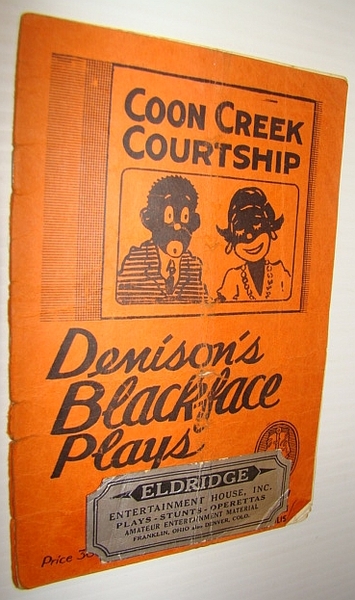 COON CREEK
COURTSHIP
Denison's
Blackface
Plays
ELDRIDGE
ENTERTAINMENT HOUSE, INC.
PLAYS - STUNTS - OPERETTAS
AMATEUR ENTERTAINMENT MATERIAL
FRANKLIN, OHIO also DENVER, COLO.
Price